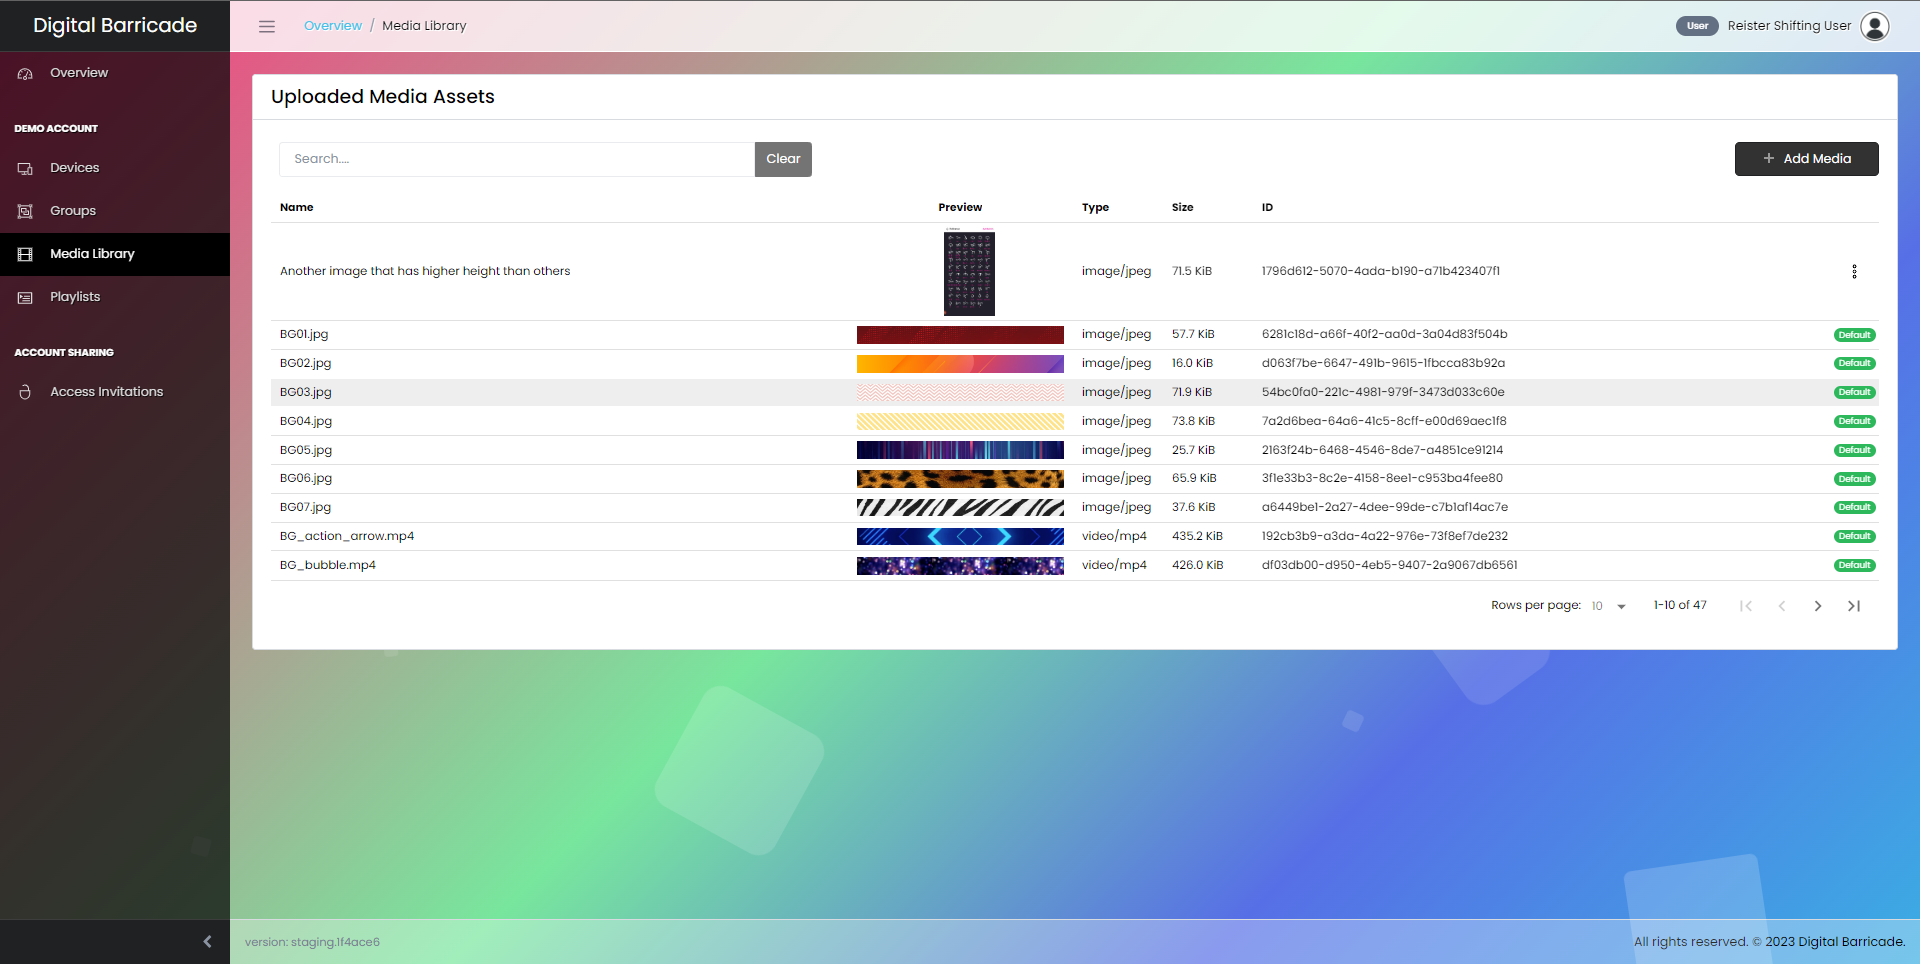 Digital Barricade
Overview / Media Library
User Reister Shifting User
Overview
DEMO ACCOUNT
Devices
Groups
Media Library
Playlists
ACCOUNT SHARING
Access Invitations
Uploaded Media Assets
Search.... Clear
+ Add Media
Name Preview Type Size ID
Another image that has higher height than others image/jpeg 71.5 KiB 1796d612-5070-4ada-b190-a71b423407f1
BG01.jpg image/jpeg 57.7 KiB 6281c18d-a66f-40f2-aa0d-3a04d83f504b Default
BG02.jpg image/jpeg 16.0 KiB d063f7be-6647-491b-9615-1fbcca83b92a Default
BG03.jpg image/jpeg 71.9 KiB 54bc0fa0-221c-4981-979f-3473d033c60e Default
BG04.jpg image/jpeg 73.8 KiB 7a2d6bea-64a6-41c5-8cff-e00d69aec1f8 Default
BG05.jpg image/jpeg 25.7 KiB 2163f24b-6468-4546-8de7-a4851ce91214 Default
BG06.jpg image/jpeg 65.9 KiB 3f1e33b3-8c2e-4158-8ee1-c953ba4fee80 Default
BG07.jpg image/jpeg 37.6 KiB a6449be1-2a27-4dee-99de-c7b1af14ac7e Default
BG_action_arrow.mp4 video/mp4 435.2 KiB 192cb3b9-a3da-4a22-976e-73f8ef7de232 Default
BG_bubble.mp4 video/mp4 426.0 KiB df03db00-d950-4eb5-9407-2a9067db6561 Default
Rows per page: 10 1-10 of 47
version: staging.1f4ace6
All rights reserved. © 2023 Digital Barricade.